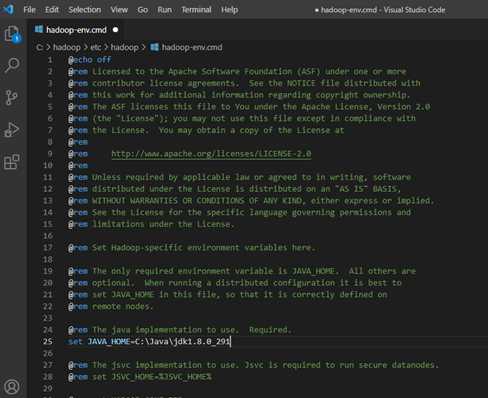 File Edit Selection View Go Run Terminal Help
● hadoop-env.cmd - Visual Studio Code
hadoop-env.cmd ●
C: > hadoop > etc > hadoop > hadoop-env.cmd
1 @echo off
2 @rem Licensed to the Apache Software Foundation (ASF) under one or more
3 @rem contributor license agreements.  See the NOTICE file distributed with
4 @rem this work for additional information regarding copyright ownership.
5 @rem The ASF licenses this file to You under the Apache License, Version 2.0
6 @rem (the "License"); you may not use this file except in compliance with
7 @rem the License.  You may obtain a copy of the License at
8 @rem
9 @rem     http://www.apache.org/licenses/LICENSE-2.0
10 @rem
11 @rem Unless required by applicable law or agreed to in writing, software
12 @rem distributed under the License is distributed on an "AS IS" BASIS,
13 @rem WITHOUT WARRANTIES OR CONDITIONS OF ANY KIND, either express or implied.
14 @rem See the License for the specific language governing permissions and
15 @rem limitations under the License.
16
17 @rem Set Hadoop-specific environment variables here.
18
19 @rem The only required environment variable is JAVA_HOME.  All others are
20 @rem optional.  When running a distributed configuration it is best to
21 @rem set JAVA_HOME in this file, so that it is correctly defined on
22 @rem remote nodes.
23
24 @rem The java implementation to use.  Required.
25 set JAVA_HOME=C:\Java\jdk1.8.0_291
26
27 @rem The jsvc implementation to use. Jsvc is required to run secure datanodes.
28 @rem set JSVC_HOME=%JSVC_HOME%
29
1